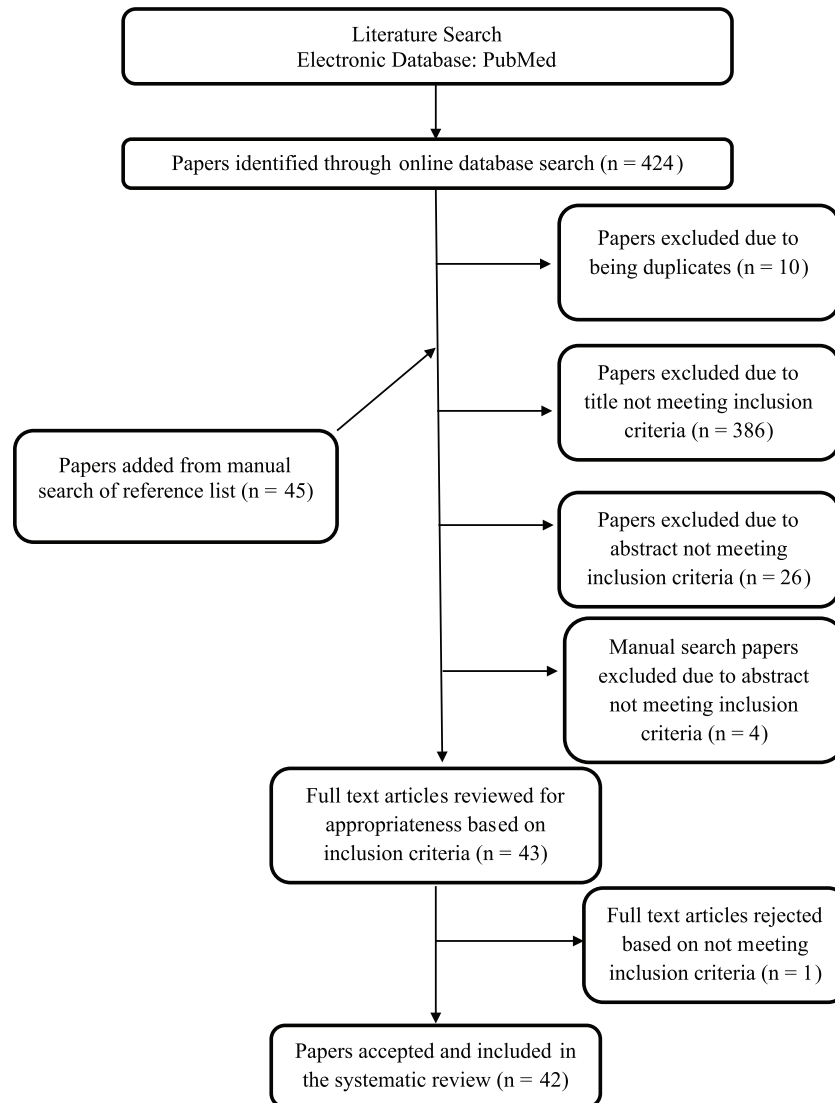 Literature Search
Electronic Database: PubMed
Papers identified through online database search (n = 424)
Papers excluded due to
being duplicates (n = 10)
Papers excluded due to
title not meeting inclusion
criteria (n = 386)
Papers added from manual
search of reference list (n = 45)
Papers excluded due to
abstract not meeting
inclusion criteria (n = 26)
Manual search papers
excluded due to abstract
not meeting inclusion
criteria (n = 4)
Full text articles reviewed for
appropriateness based on
inclusion criteria (n = 43)
Full text articles rejected
based on not meeting
inclusion criteria (n = 1)
Papers accepted and included in
the systematic review (n = 42)